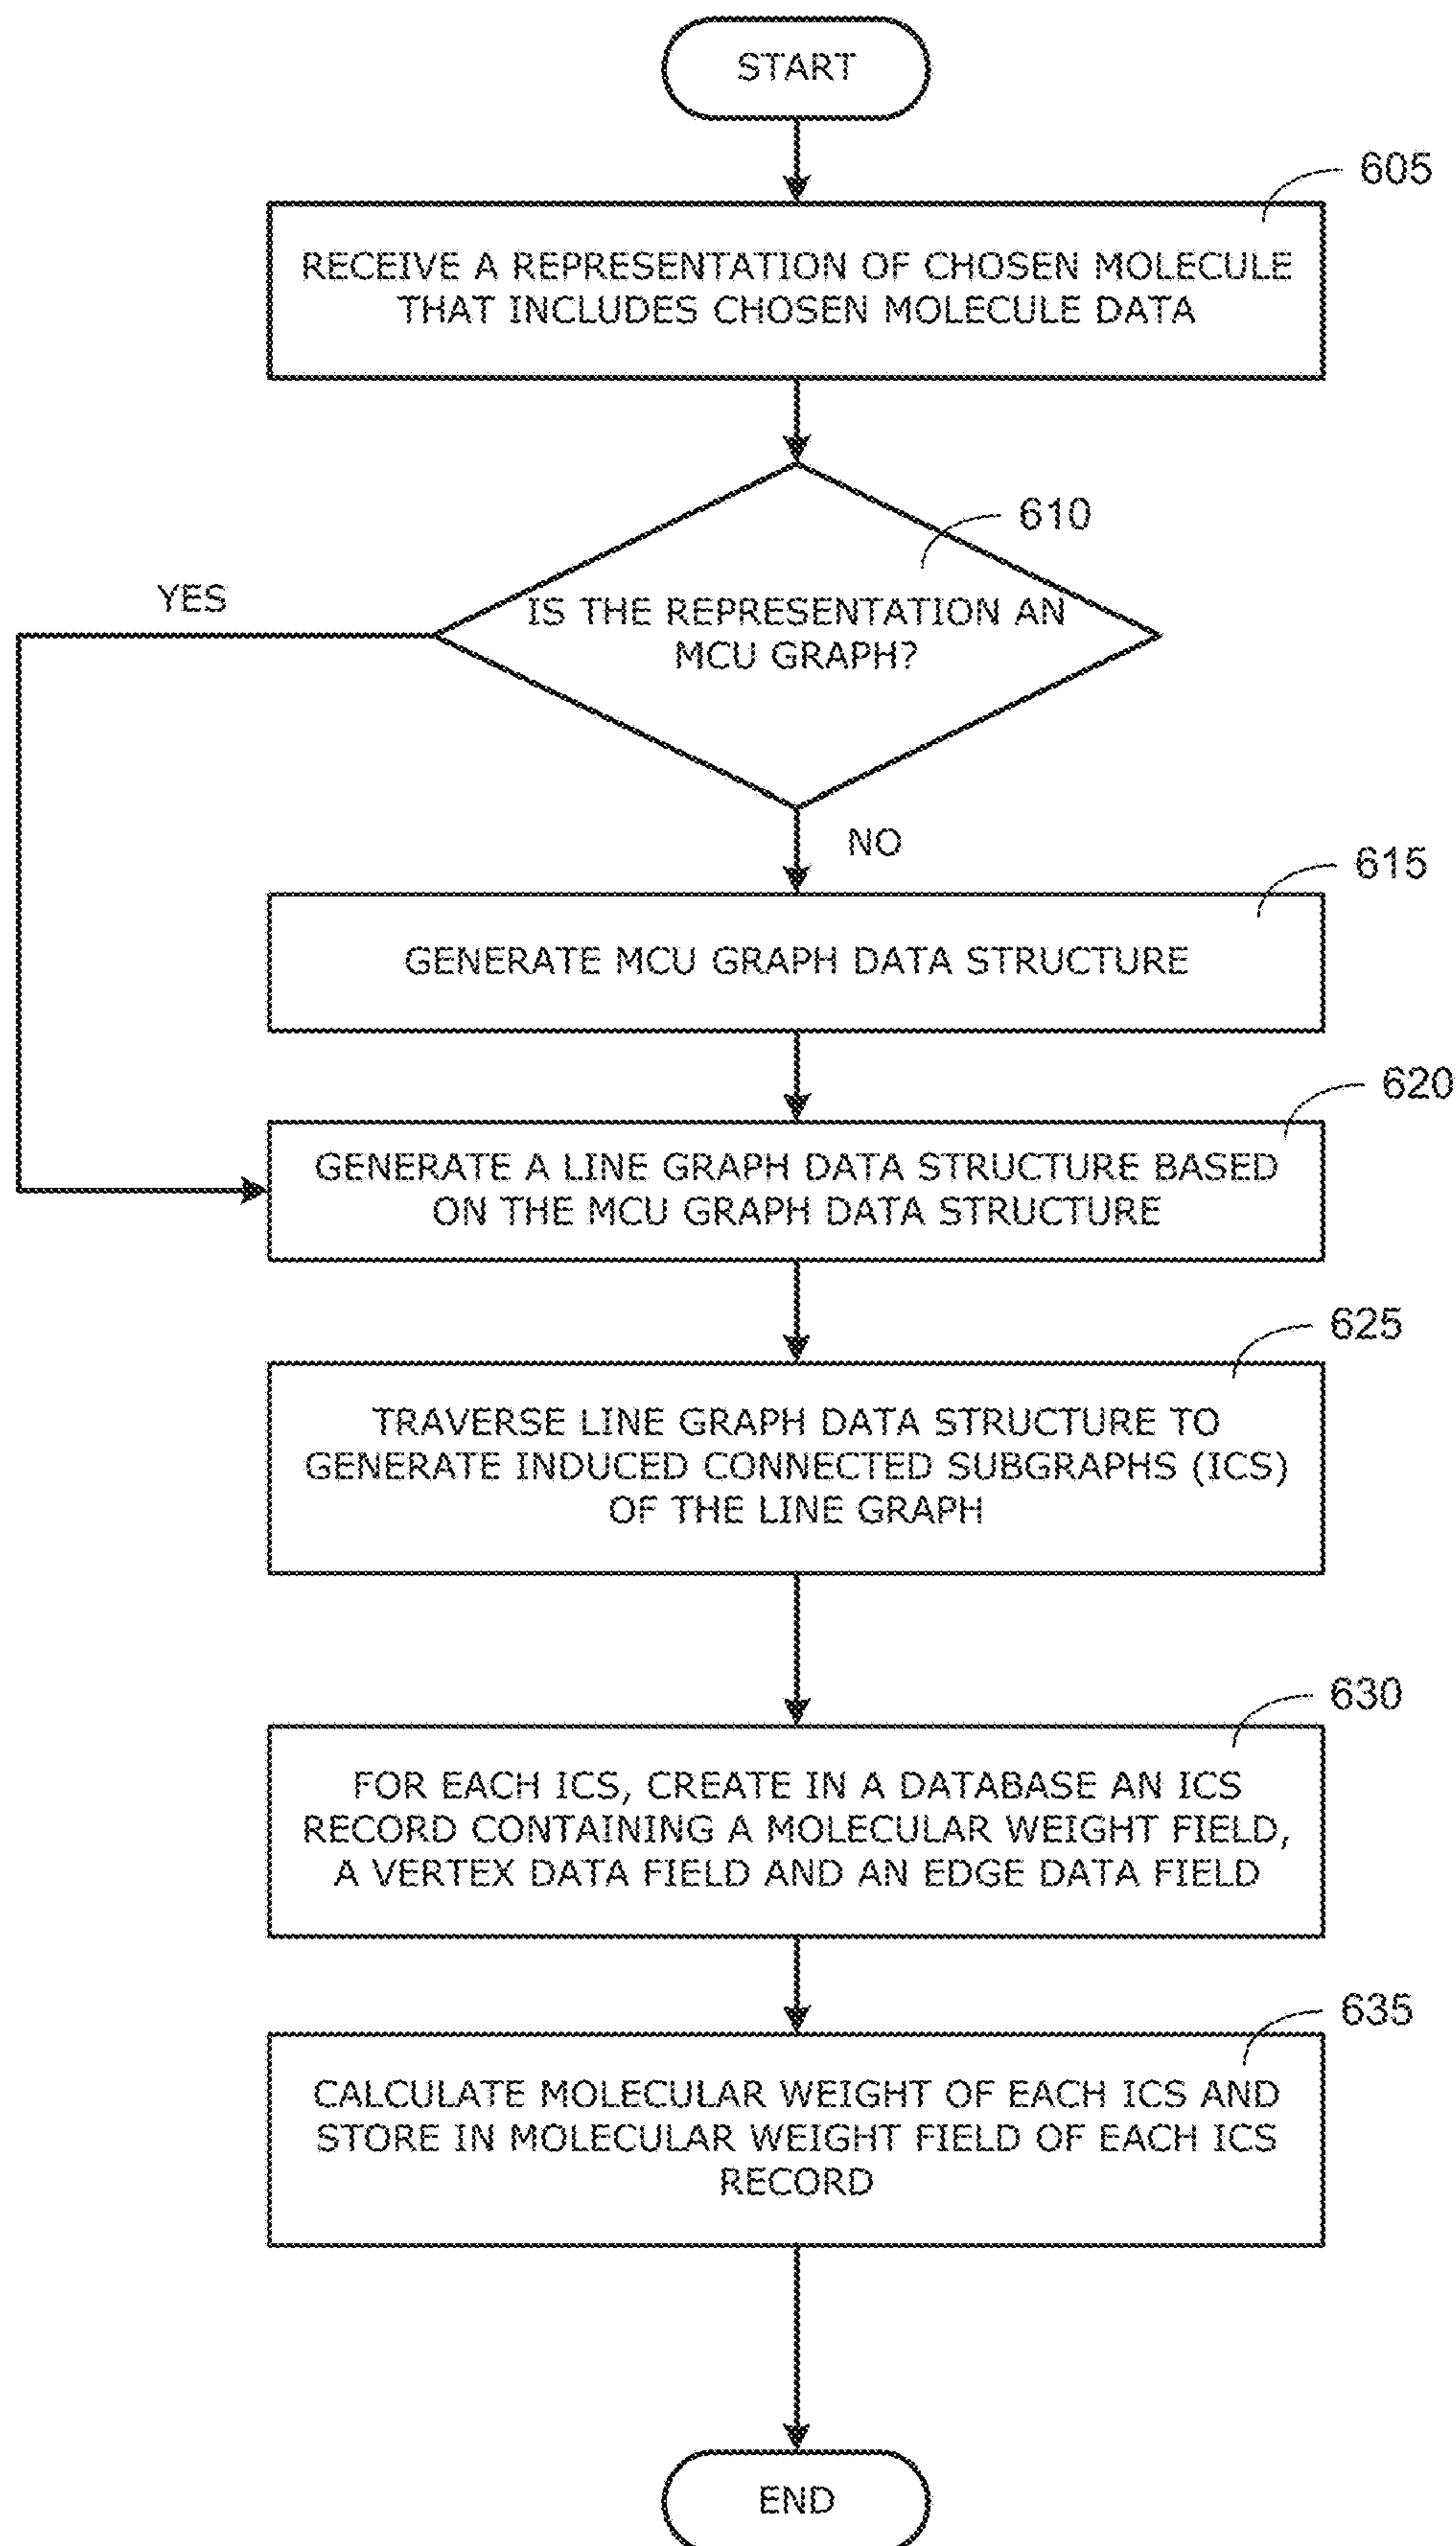 START
605
RECEIVE A REPRESENTATION OF CHOSEN MOLECULE
THAT INCLUDES CHOSEN MOLECULE DATA
610
IS THE REPRESENTATION AN
MCU GRAPH?
YES
NO
615
GENERATE MCU GRAPH DATA STRUCTURE
620
GENERATE A LINE GRAPH DATA STRUCTURE BASED
ON THE MCU GRAPH DATA STRUCTURE
625
TRAVERSE LINE GRAPH DATA STRUCTURE TO
GENERATE INDUCED CONNECTED SUBGRAPHS (ICS)
OF THE LINE GRAPH
630
FOR EACH ICS, CREATE IN A DATABASE AN ICS
RECORD CONTAINING A MOLECULAR WEIGHT FIELD,
A VERTEX DATA FIELD AND AN EDGE DATA FIELD
635
CALCULATE MOLECULAR WEIGHT OF EACH ICS AND
STORE IN MOLECULAR WEIGHT FIELD OF EACH ICS
RECORD
END